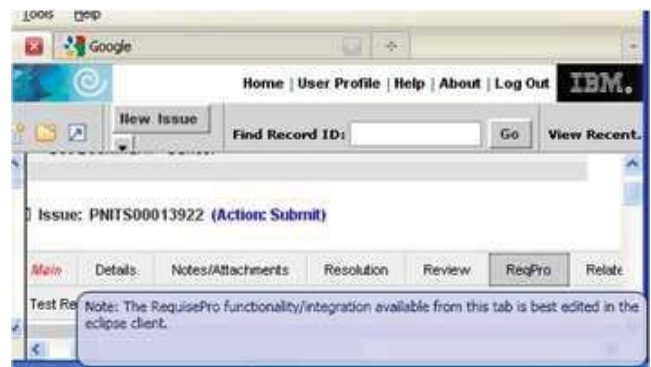 Tools Help
Google
Home | User Profile | Help | About | Log Out IBM.
New Issue Find Record ID: Go View Recent.
Issue: PNITS00013922 (Action: Submit)
Main Details Notes/Attachments Resolution Review ReqPro Relate
Test Re
Note: The RequisePro functionality/integration available from this tab is best edited in the
eclipse client.